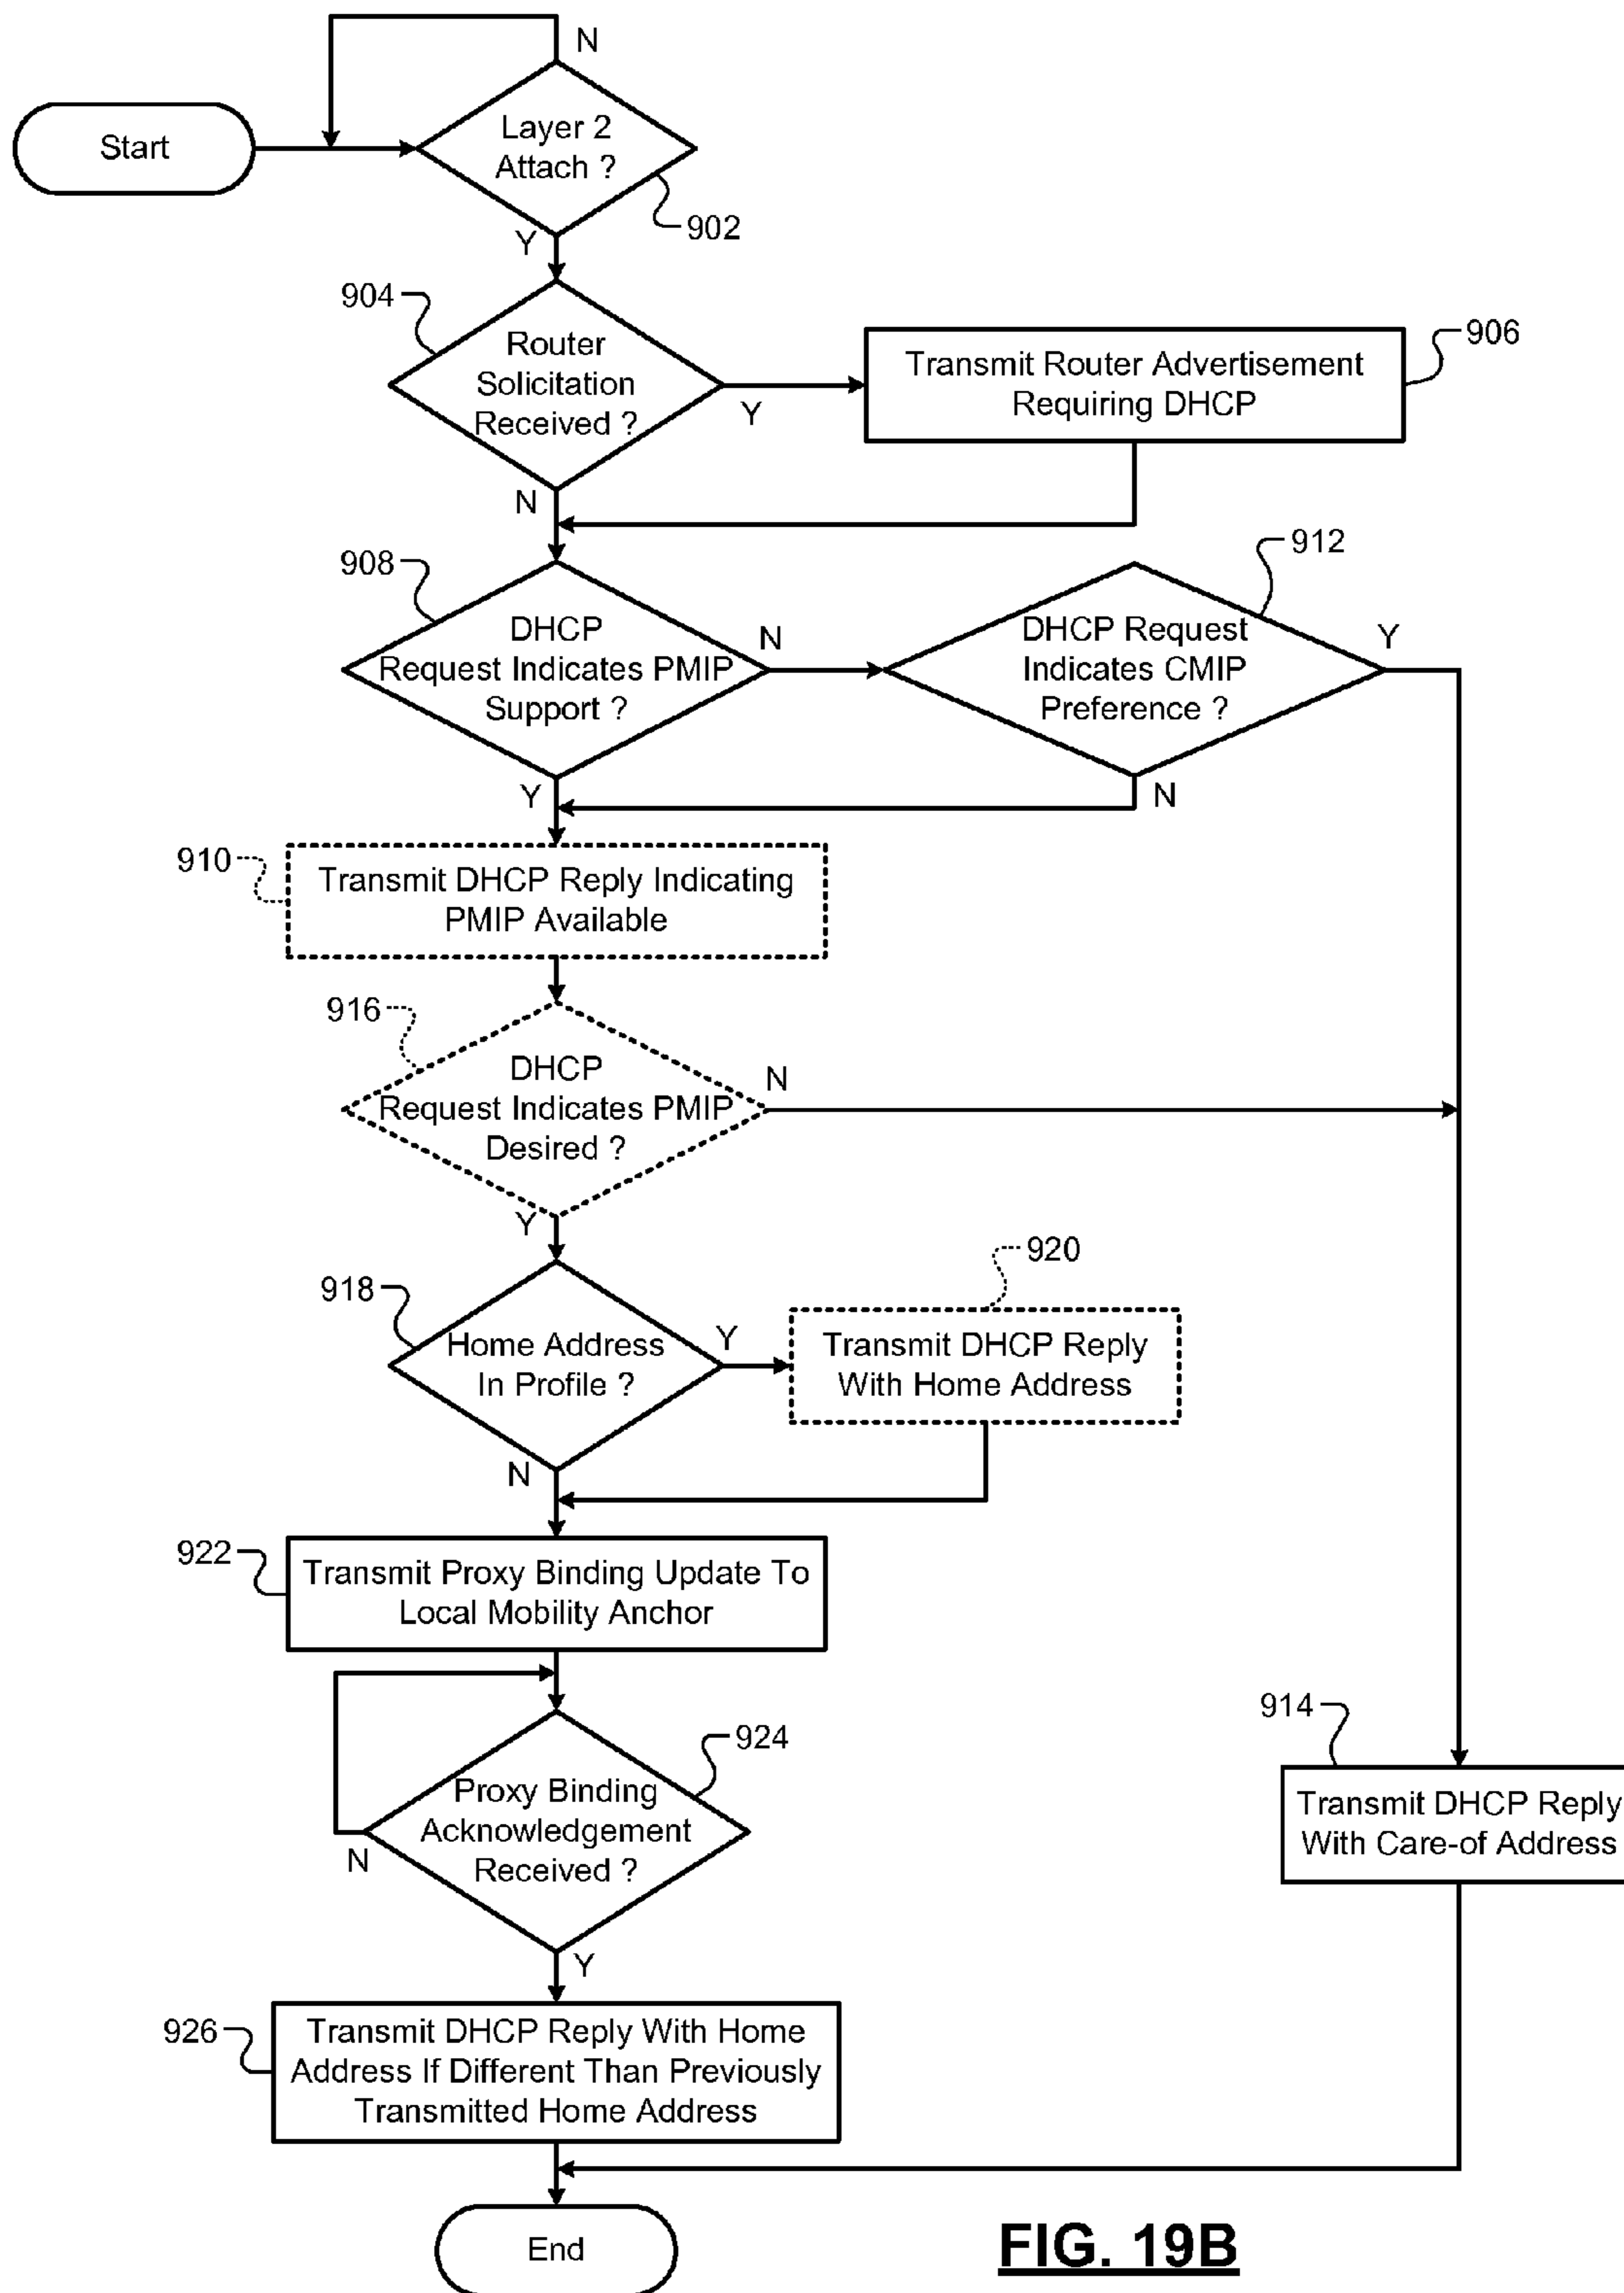 N
Start
Layer 2
Attach ?
902
Y
904
Router
Solicitation
Received ?
Y
Transmit Router Advertisement
Requiring DHCP
906
N
908
DHCP
Request Indicates PMIP
Support ?
N
912
DHCP Request
Indicates CMIP
Preference ?
Y
Y
N
910
Transmit DHCP Reply Indicating
PMIP Available
916
DHCP
Request Indicates PMIP
Desired ?
N
Y
918
Home Address
In Profile ?
Y
920
Transmit DHCP Reply
With Home Address
N
922
Transmit Proxy Binding Update To
Local Mobility Anchor
924
Proxy Binding
Acknowledgement
Received ?
N
914
Transmit DHCP Reply
With Care-of Address
Y
926
Transmit DHCP Reply With Home
Address If Different Than Previously
Transmitted Home Address
End
FIG. 19B